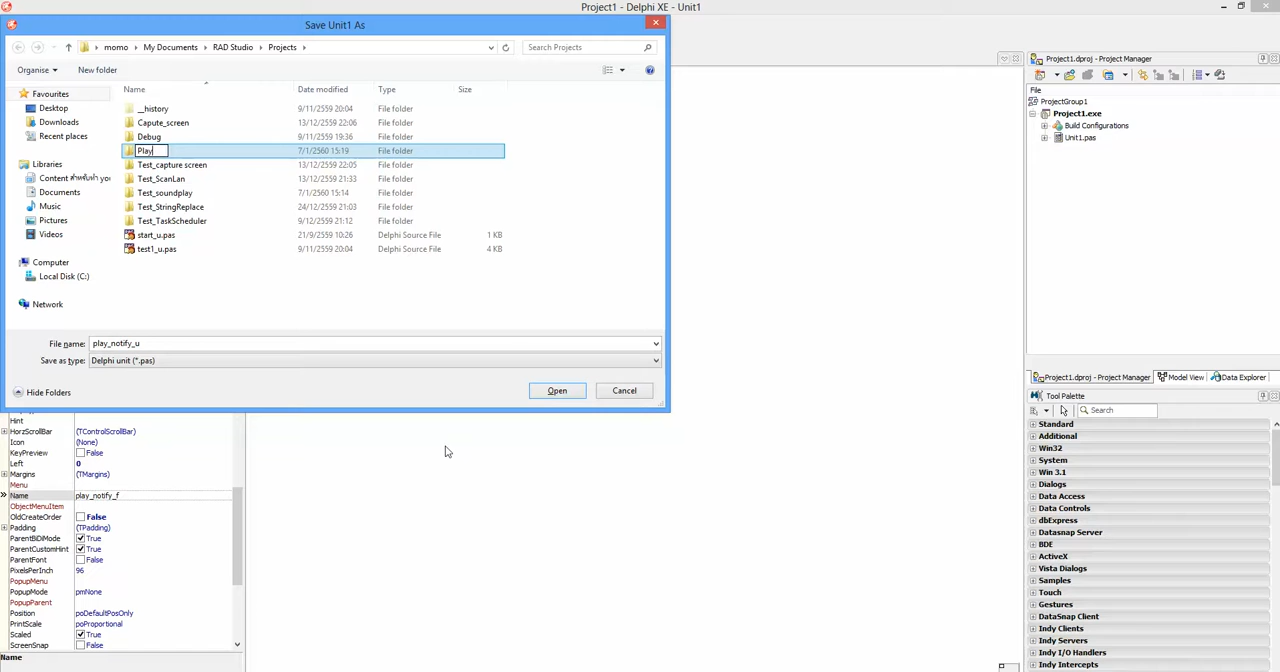 Project1 - Delphi XE - Unit1
Save Unit1 As
momo
My Documents
RAD Studio
Projects
Search Projects
Organise
New folder
Name
Date modified
Type
Size
Favourites
Desktop
Downloads
Recent places
Libraries
Content สำหรับทำ you
Documents
Music
Pictures
Videos
Computer
Local Disk (C:)
Network
__history 9/11/2559 20:04 File folder
Capute_screen 13/12/2559 22:06 File folder
Debug 9/11/2559 19:36 File folder
Play 7/1/2560 15:19 File folder
Test_capture screen 13/12/2559 22:05 File folder
Test_ScanLan 13/12/2559 21:33 File folder
Test_soundplay 7/1/2560 15:14 File folder
Test_StringReplace 24/12/2559 21:03 File folder
Test_TaskScheduler 9/12/2559 21:12 File folder
start_u.pas 21/9/2559 10:26 Delphi Source File 1 KB
test1_u.pas 9/11/2559 20:04 Delphi Source File 4 KB
File name: play_notify_u
Save as type: Delphi unit (*.pas)
Hide Folders
Open
Cancel
Hint
HorzScrollBar (TControlScrollBar)
Icon (None)
KeyPreview False
Left 0
Margins (TMargins)
Menu
Name play_notify_f
ObjectMenuItem
OldCreateOrder False
Padding (TPadding)
ParentBiDiMode True
ParentCustomHint True
ParentFont False
PixelsPerInch 96
PopupMenu
PopupMode pmNone
PopupParent
Position poDefaultPosOnly
PrintScale poProportional
Scaled True
ScreenSnap False
Name
Project1.dproj - Project Manager
File
ProjectGroup1
Project1.exe
Build Configurations
Unit1.pas
Project1.dproj - Project Manager
Model View
Data Explorer
Tool Palette
Search
Standard
Additional
Win32
System
Win 3.1
Dialogs
Data Access
Data Controls
dbExpress
Datasnap Server
BDE
ActiveX
Vista Dialogs
Samples
Touch
Gestures
DataSnap Client
Indy Clients
Indy Servers
Indy I/O Handlers
Indy Intercepts